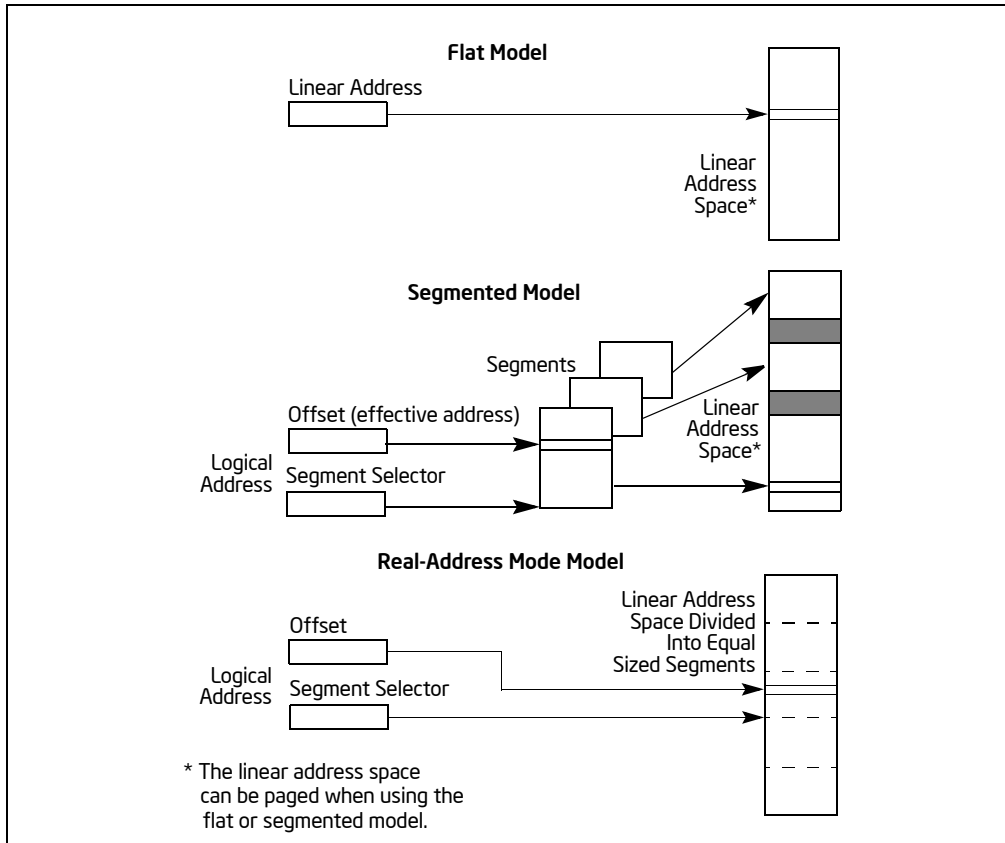 Flat Model
Linear Address
Linear
Address
Space*
Segmented Model
Segments
Offset (effective address)
Logical
Address
Segment Selector
Linear
Address
Space*
Real-Address Mode Model
Offset
Logical
Address
Segment Selector
Linear Address
Space Divided
Into Equal
Sized Segments
* The linear address space
can be paged when using the
flat or segmented model.